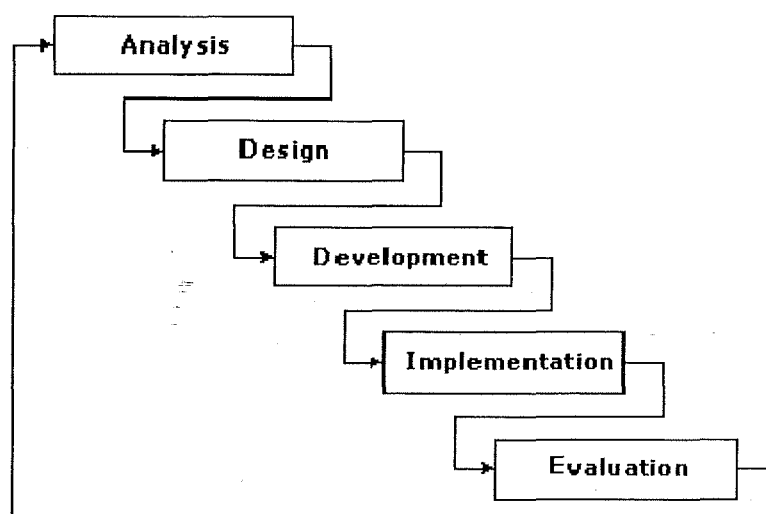 Analysis
Design
Development
Implementation
Evaluation